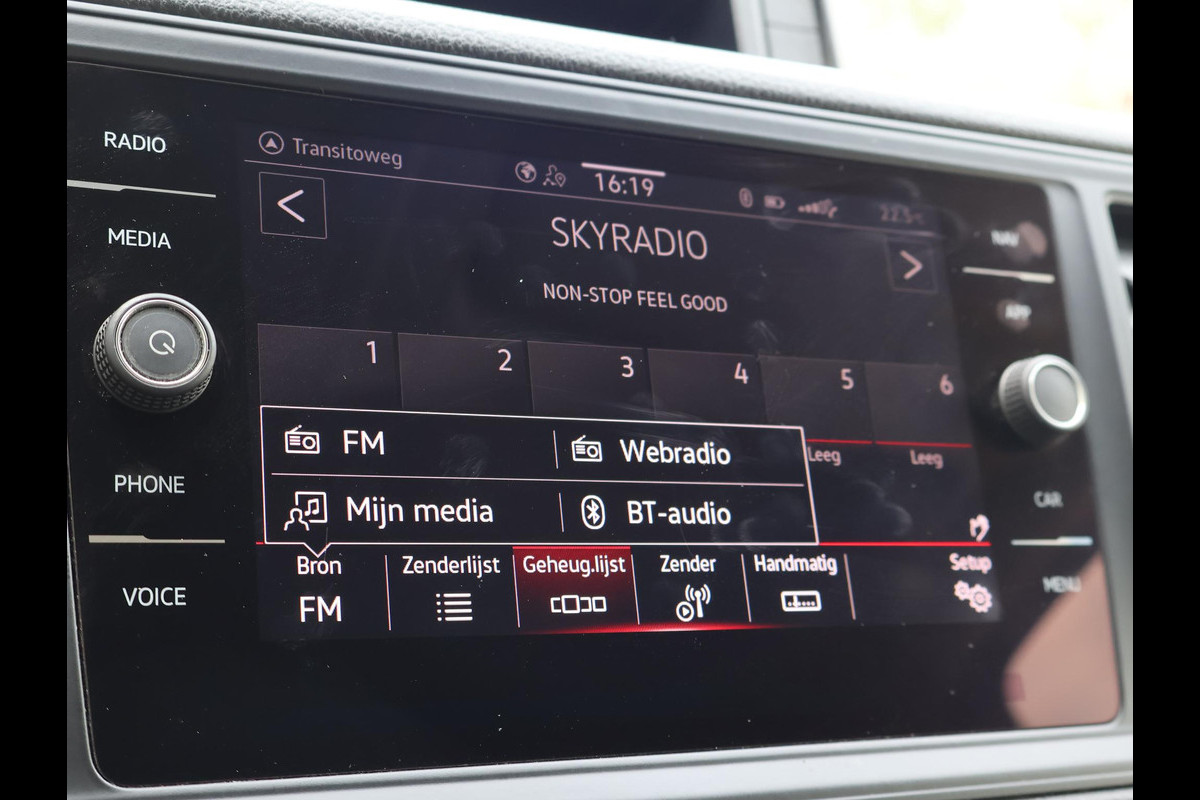 RADIO
MEDIA
PHONE
VOICE
Transitoweg
16:19
22.5°C
SKYRADIO
NON-STOP FEEL GOOD
1 2 3 4 5 6
Leeg Leeg
FM Webradio
Mijn media BT-audio
Bron Zenderlijst Geheug.lijst Zender Handmatig Setup
FM
NAV
APP
CAR
MENU